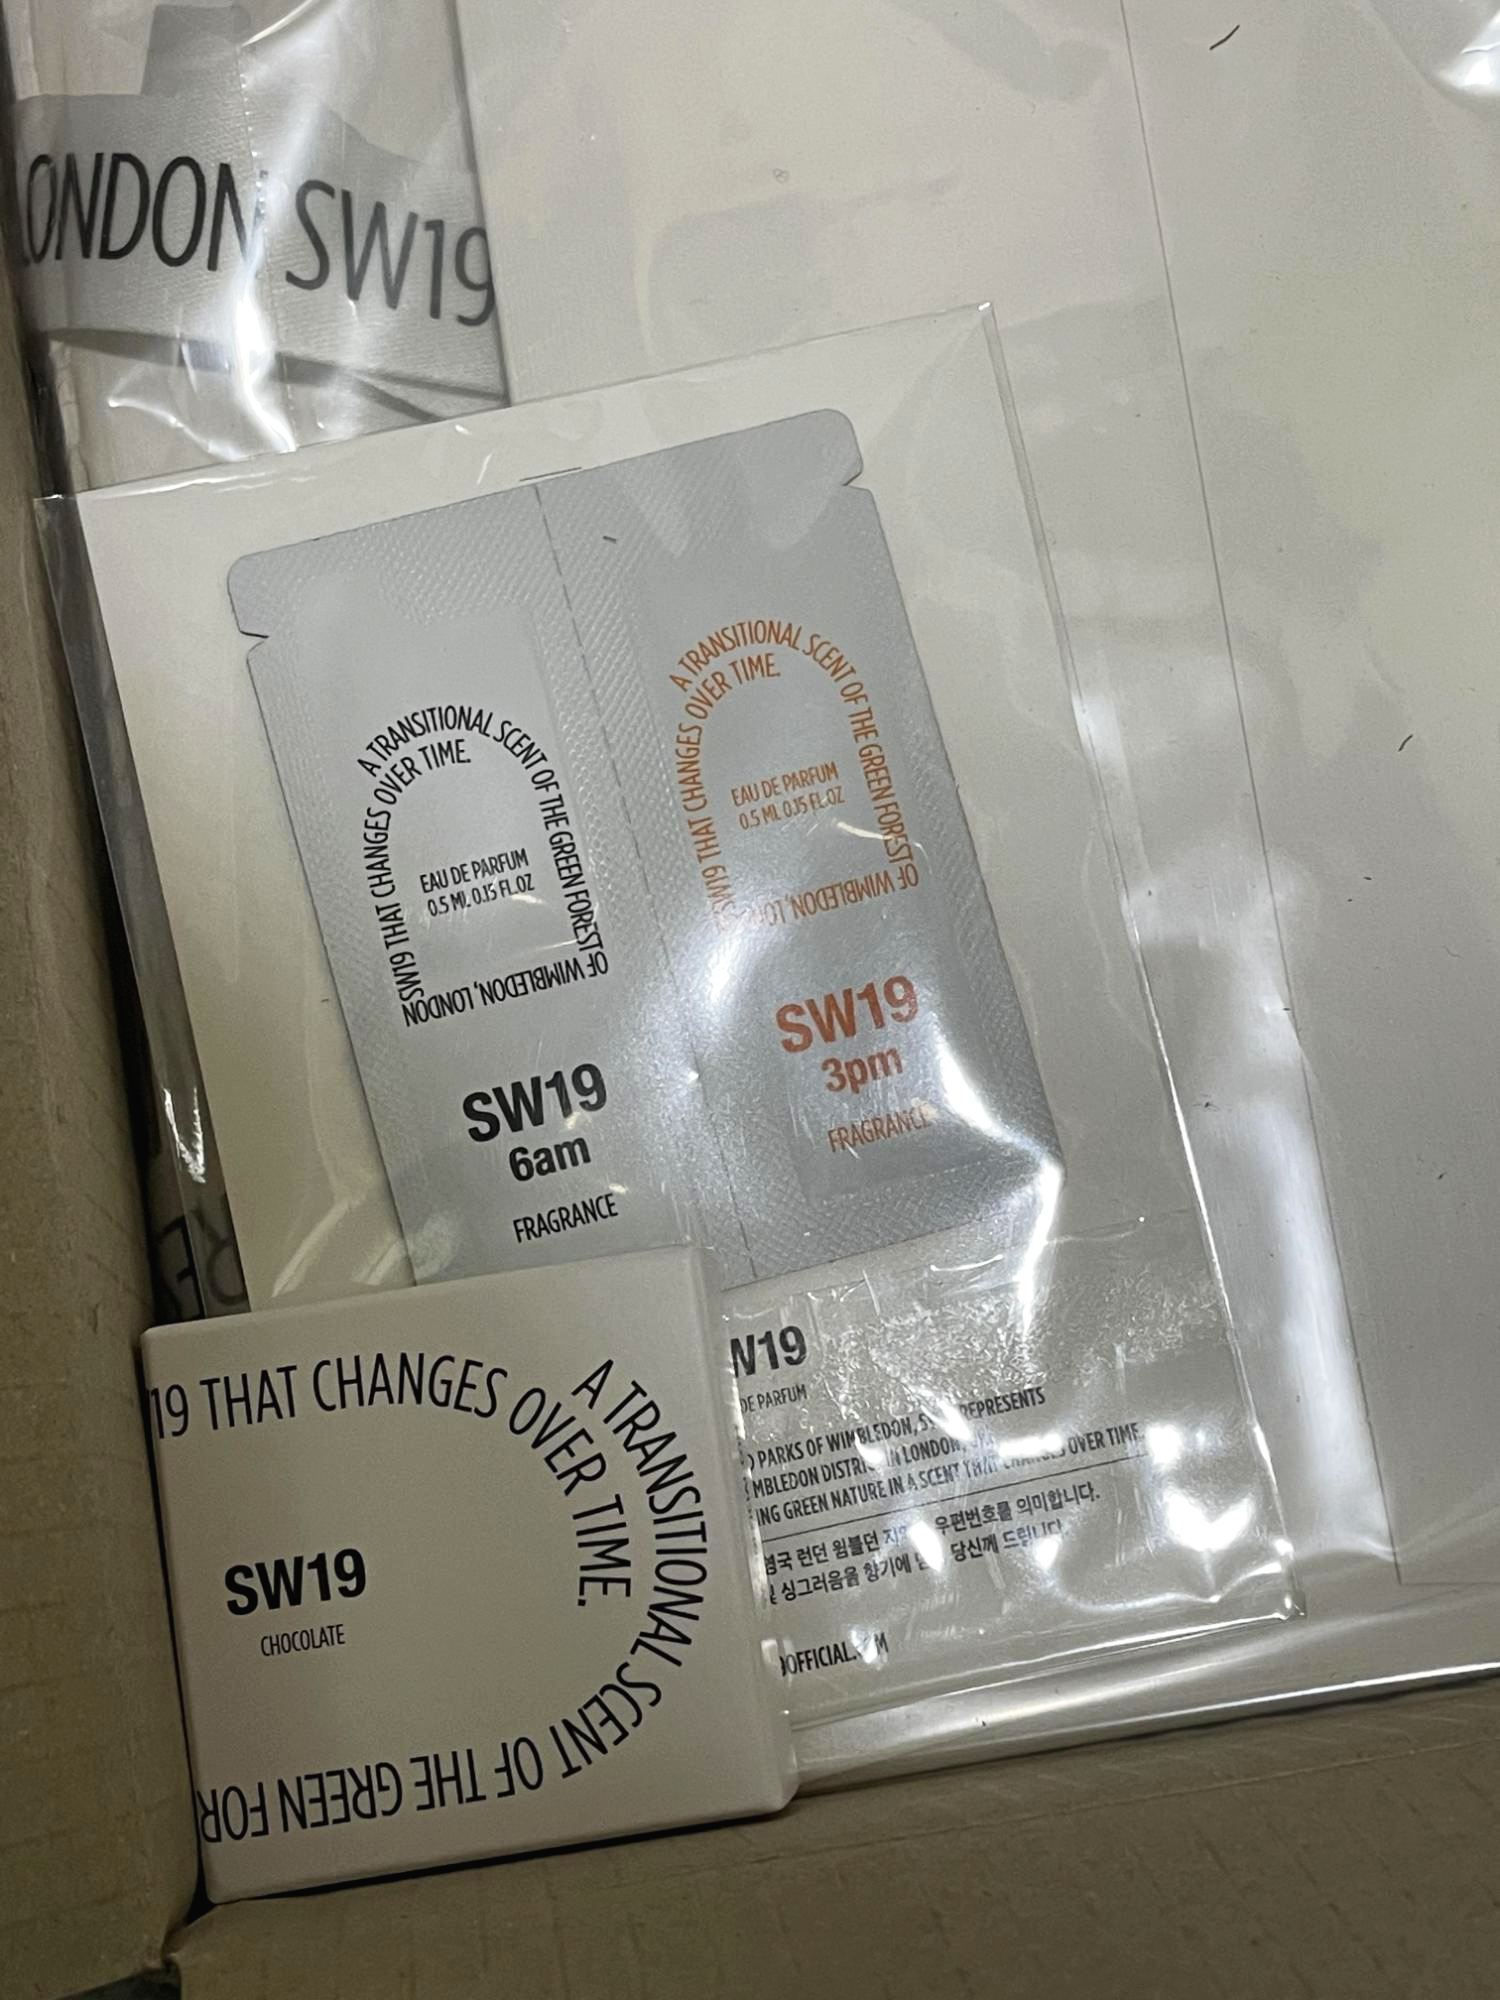 LONDON SW19
A TRANSITIONAL SCENT OF THE GREEN FOREST
OF WIMBLEDON, LONDON
SW19 THAT CHANGES
OVER TIME.
EAU DE PARFUM
0.5 ML 0.15 FL.OZ
SW19
6am
FRAGRANCE
A TRANSITIONAL SCENT OF THE GREEN FOREST
OF WIMBLEDON,
SW19 THAT CHANGES
OVER TIME.
EAU DE PARFUM
0.5 ML 0.15 FL.OZ
SW19
3pm
FRAGRANCE
W19
DE PARFUM
PARKS OF WIMBLEDON, REPRESENTS
MBLEDON DISTRICT IN LONDON,
ING GREEN NATURE IN A SCENT THAT CHANGES OVER TIME.
영국 런던 윔블던 우편번호를 의미합니다.
싱그러움을 향기에 당신께 드립니다.
OFFICIAL.COM
19 THAT CHANGES
OVER TIME.
A TRANSITIONAL SCENT OF THE GREEN FOR
SW19
CHOCOLATE